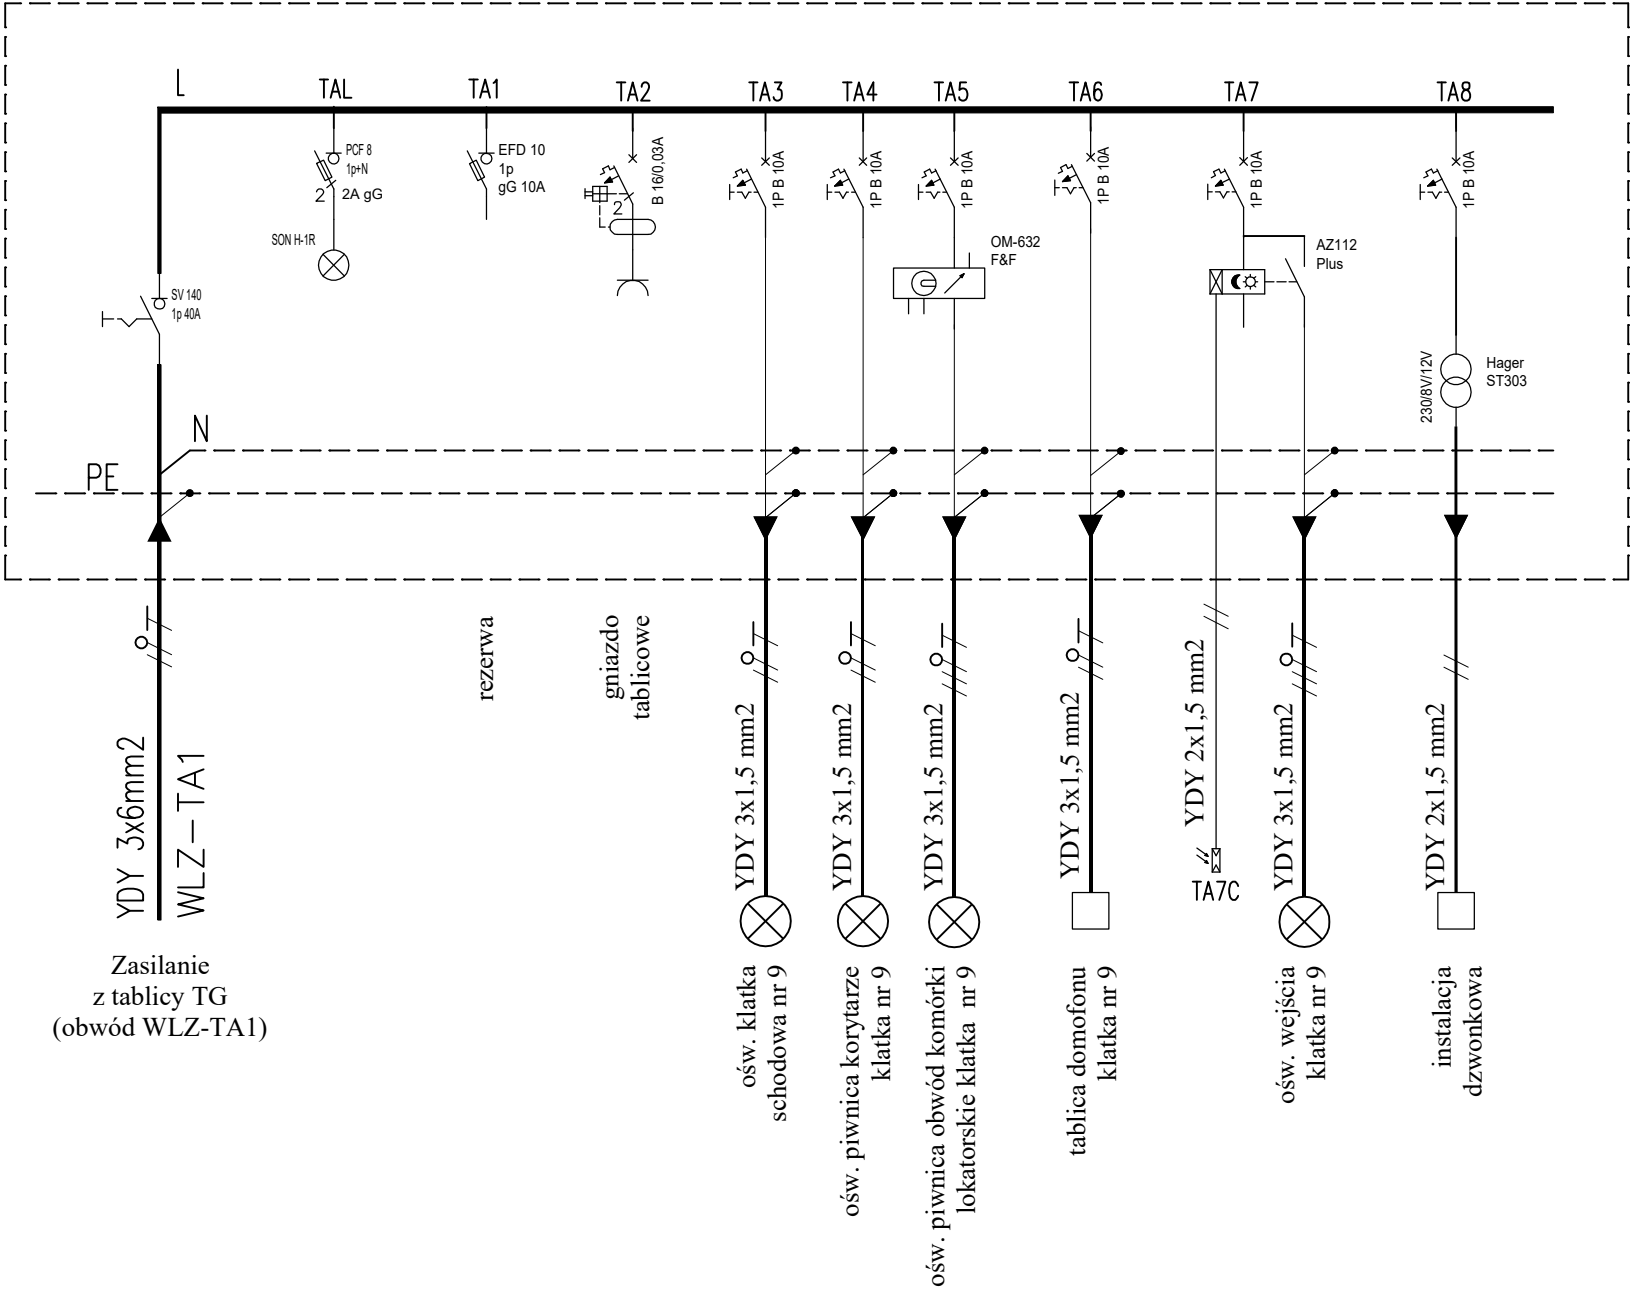 L
TAL
TA1
TA2
TA3
TA4
TA5
TA6
TA7
TA8
PCF 8
1p+N
2
2A gG
SON H-1R
EFD 10
1p
gG 10A
B 16/0,03A
2
1P B 10A
1P B 10A
1P B 10A
1P B 10A
1P B 10A
1P B 10A
OM-632
F&F
AZ112
Plus
SV 140
1p 40A
230/8V/12V
Hager
ST303
N
PE
YDY 3x6mm2
WLZ-TA1
Zasilanie
z tablicy TG
(obwód WLZ-TA1)
rezerwa
gniazdo
tablicowe
YDY 3x1,5 mm2
ośw. klatka
schodowa nr 9
YDY 3x1,5 mm2
ośw. piwnica korytarze
klatka nr 9
YDY 3x1,5 mm2
ośw. piwnica obwód komórki
lokatorskie klatka nr 9
YDY 3x1,5 mm2
tablica domofonu
klatka nr 9
YDY 2x1,5 mm2
TA7C
YDY 3x1,5 mm2
ośw. wejścia
klatka nr 9
YDY 2x1,5 mm2
instalacja
dzwonkowa